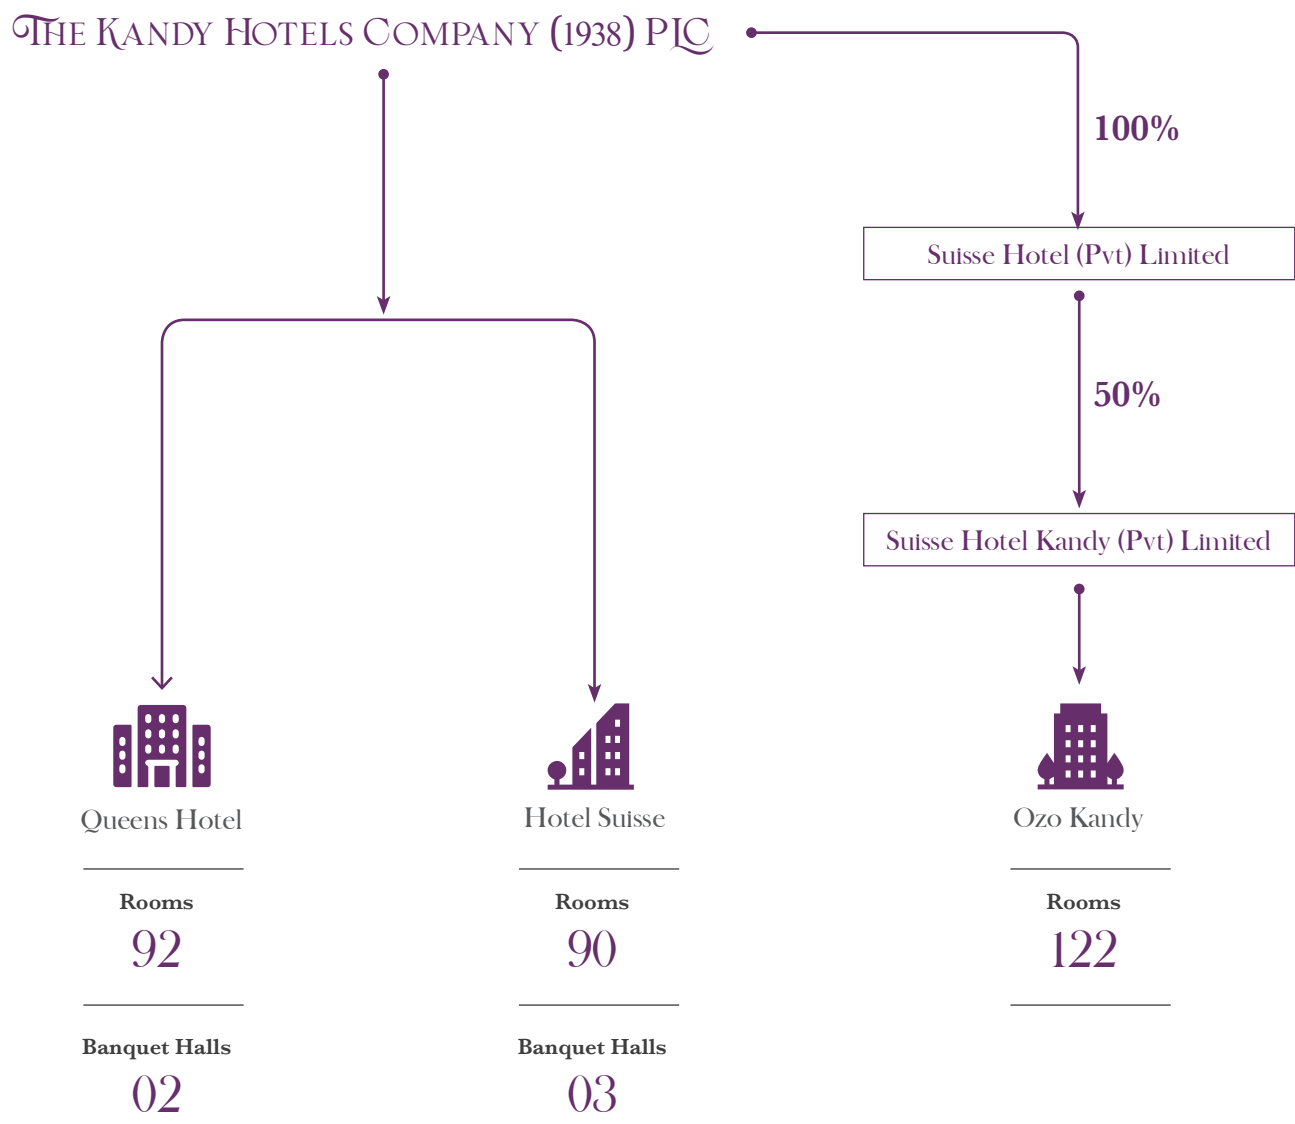 The Kandy Hotels Company (1938) PLC
100%
Suisse Hotel (Pvt) Limited
50%
Suisse Hotel Kandy (Pvt) Limited
Queens Hotel
Rooms
92
Banquet Halls
02
Hotel Suisse
Rooms
90
Banquet Halls
03
Ozo Kandy
Rooms
122